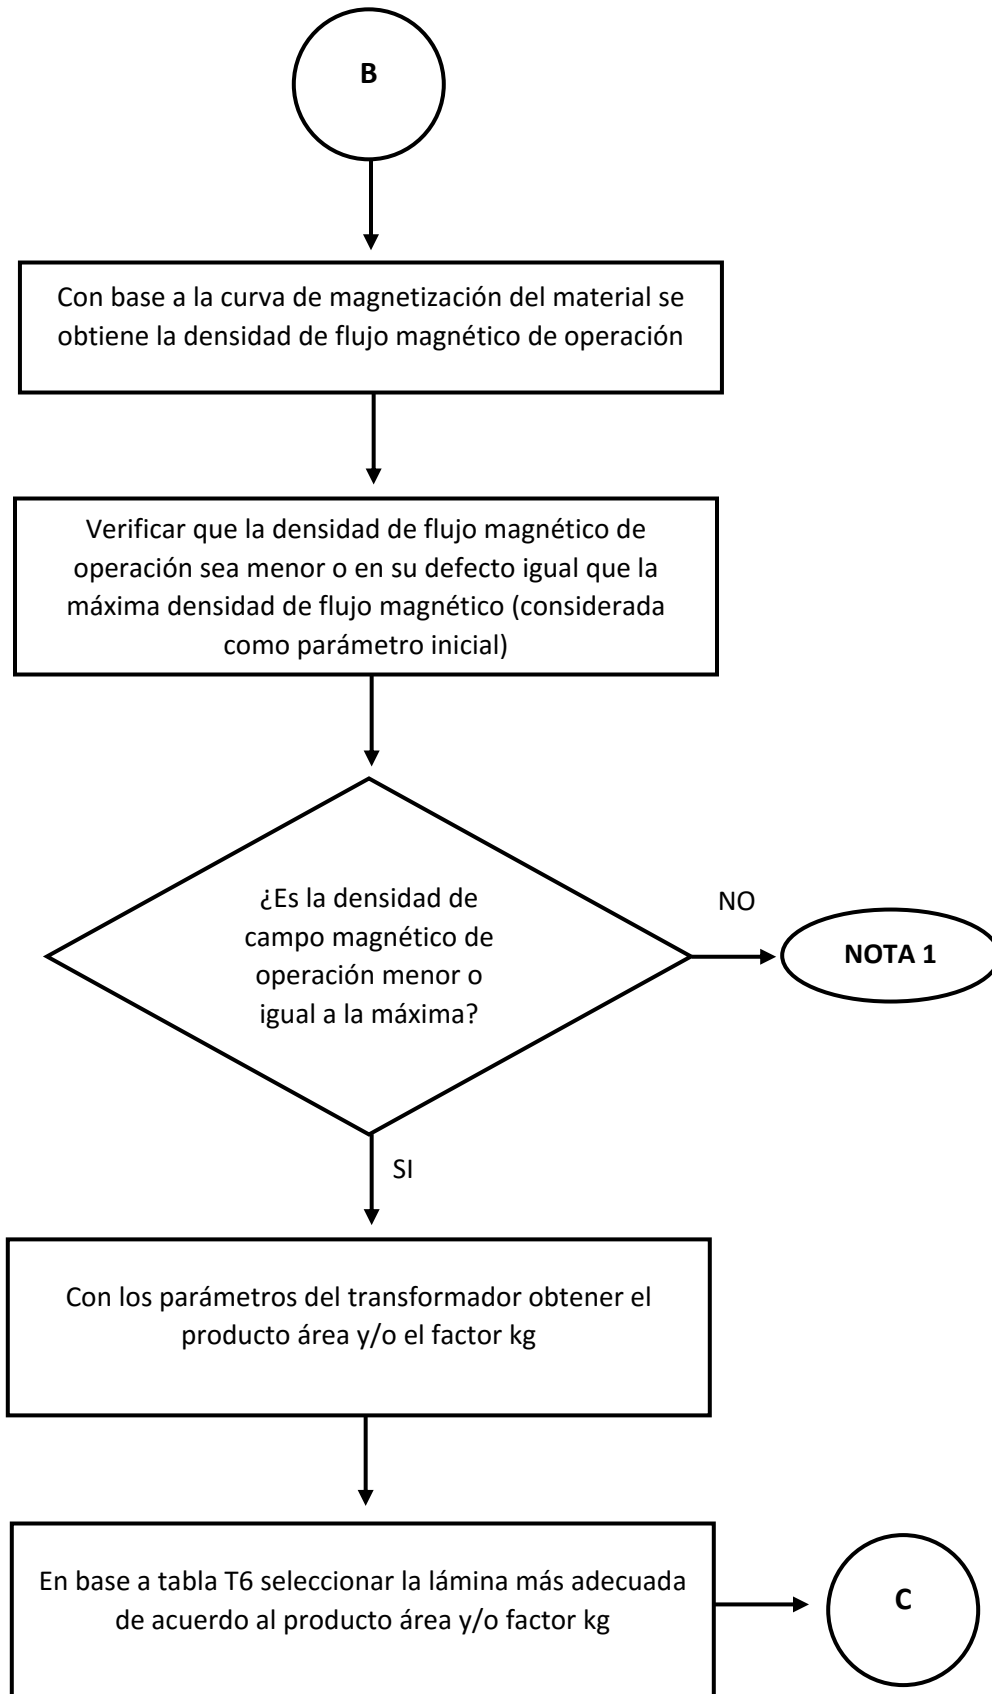 B
Con base a la curva de magnetización del material se
obtiene la densidad de flujo magnético de operación
Verificar que la densidad de flujo magnético de
operación sea menor o en su defecto igual que la
máxima densidad de flujo magnético (considerada
como parámetro inicial)
¿Es la densidad de
campo magnético de
operación menor o
igual a la máxima?
NO
NOTA 1
SI
Con los parámetros del transformador obtener el
producto área y/o el factor kg
En base a tabla T6 seleccionar la lámina más adecuada
de acuerdo al producto área y/o factor kg
C